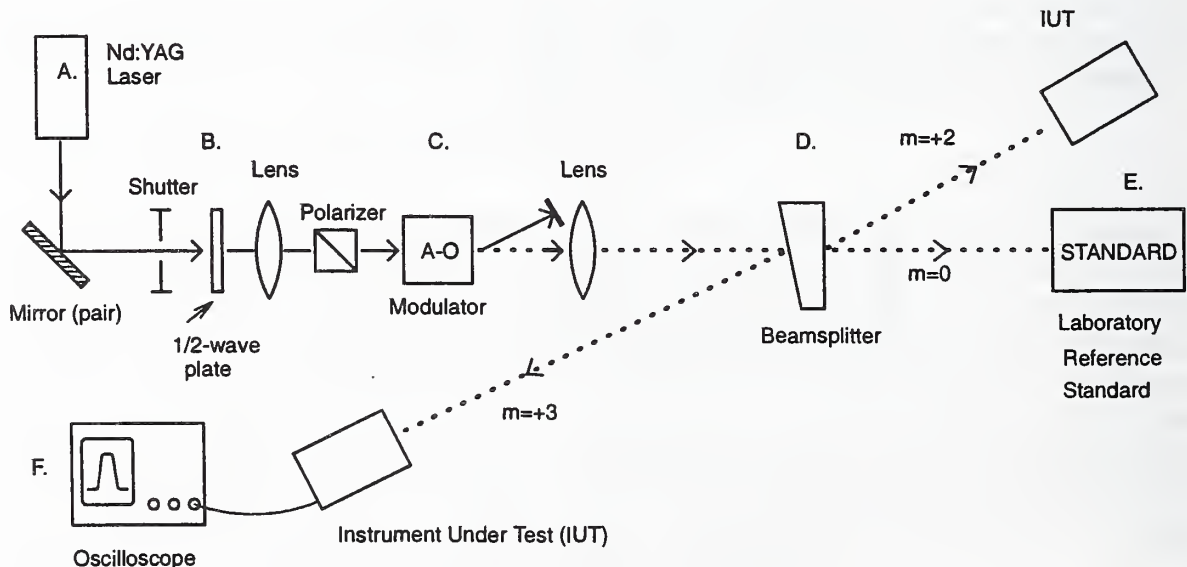 IUT
A.
Nd:YAG
Laser
B.
C.
D.
m=+2
E.
Lens
Lens
Shutter
Polarizer
A-O
STANDARD
m=0
Mirror (pair)
Modulator
Beamsplitter
Laboratory
Reference
Standard
1/2-wave
plate
m=+3
F.
Instrument Under Test (IUT)
Oscilloscope